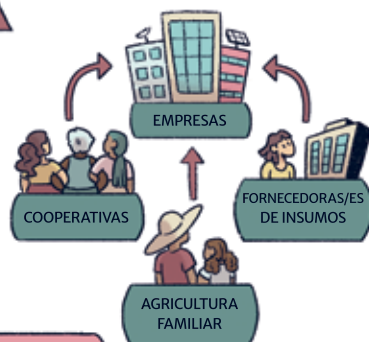 EMPRESAS
COOPERATIVAS
FORNECEDORAS/ES
DE INSUMOS
AGRICULTURA
FAMILIAR